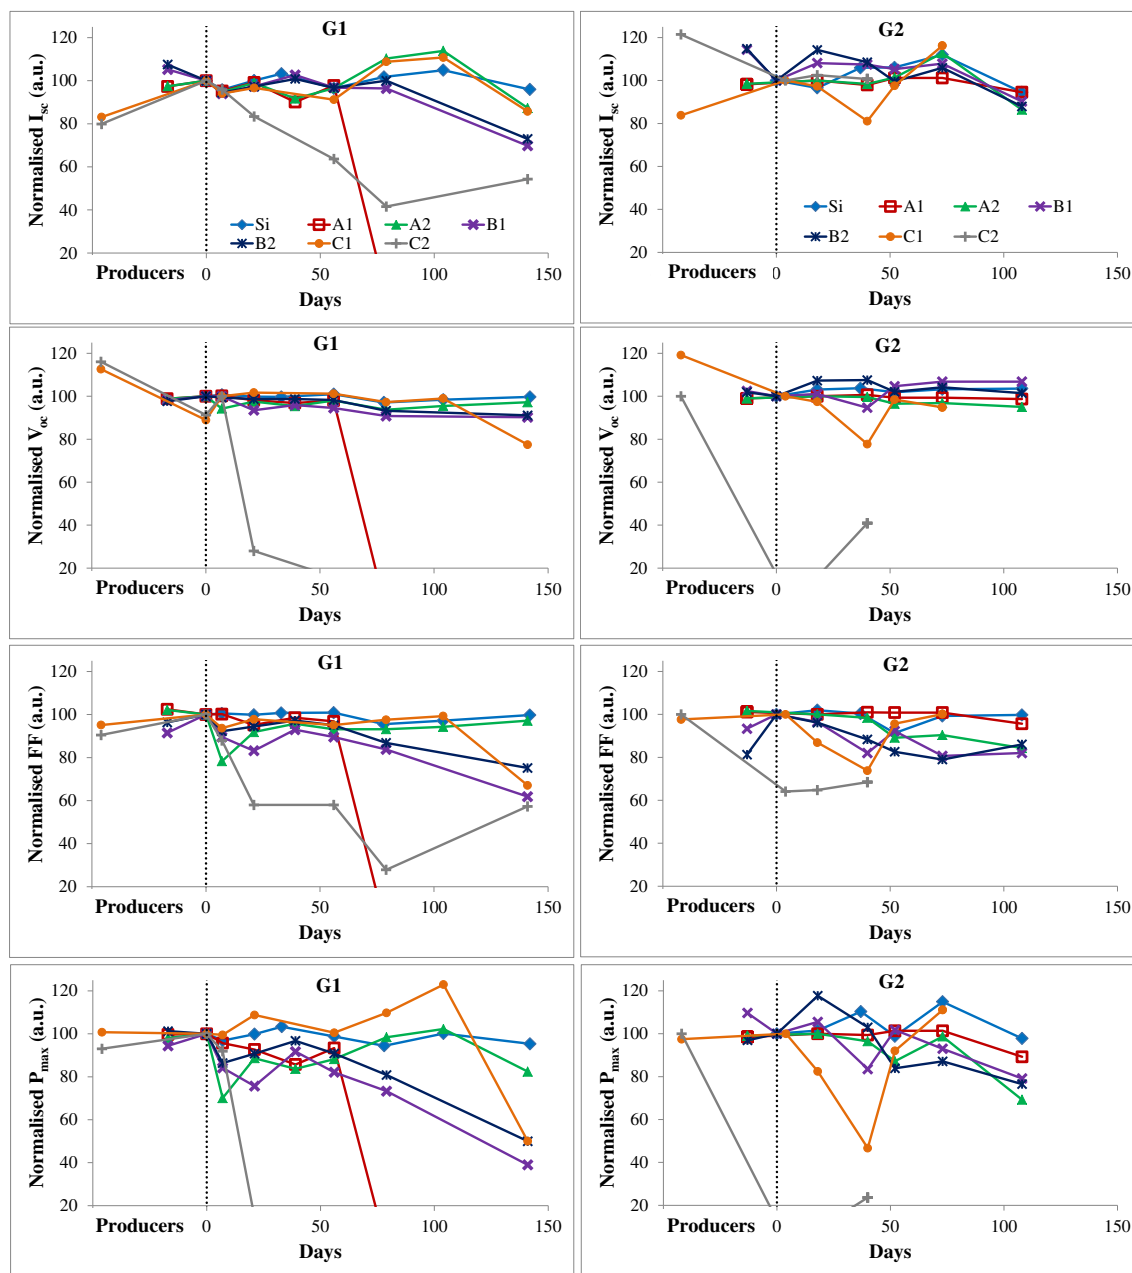 G1
Normalised Isc (a.u.)
120
100
80
60
40
20
Si A1 A2 B1
B2 C1 C2
Producers 0 50 100 150
Days
G2
Normalised Isc (a.u.)
120
100
80
60
40
20
Si A1 A2 B1
B2 C1 C2
Producers 0 50 100 150
Days
G1
Normalised Voc (a.u.)
120
100
80
60
40
20
Producers 0 50 100 150
Days
G2
Normalised Voc (a.u.)
120
100
80
60
40
20
Producers 0 50 100 150
Days
G1
Normalised FF (a.u.)
120
100
80
60
40
20
Producers 0 50 100 150
Days
G2
Normalised FF (a.u.)
120
100
80
60
40
20
Producers 0 50 100 150
Days
G1
Normalised Pmax (a.u.)
120
100
80
60
40
20
Producers 0 50 100 150
Days
G2
Normalised Pmax (a.u.)
120
100
80
60
40
20
Producers 0 50 100 150
Days